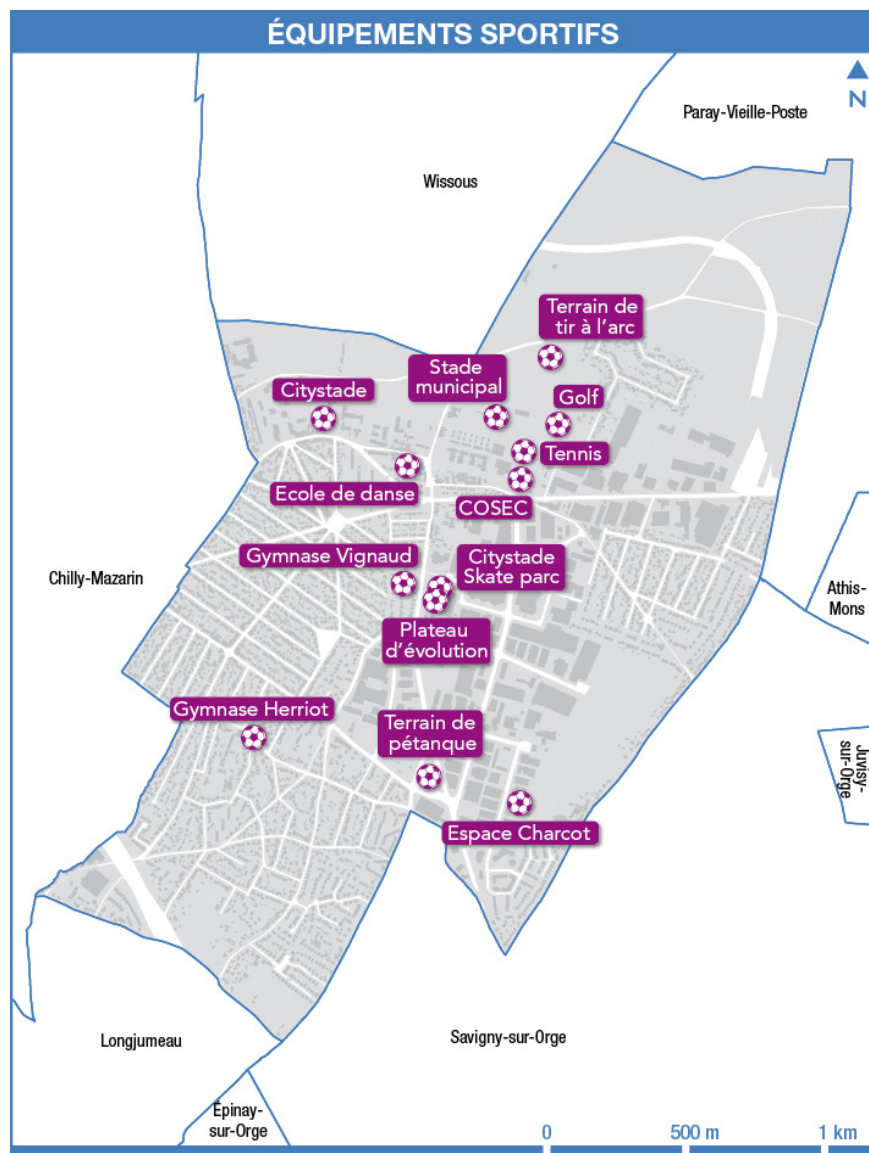 ÉQUIPEMENTS SPORTIFS
N
Paray-Vieille-Poste
Wissous
Terrain de
tir à l'arc
Stade
municipal
Citystade
Golf
Tennis
Ecole de danse
COSEC
Gymnase Vignaud
Citystade
Skate parc
Chilly-Mazarin
Athis-
Mons
Plateau
d'évolution
Gymnase Herriot
Terrain de
pétanque
Juvisy-
sur-Orge
Espace Charcot
Longjumeau
Savigny-sur-Orge
Épinay-
sur-Orge
0 500 m 1 km